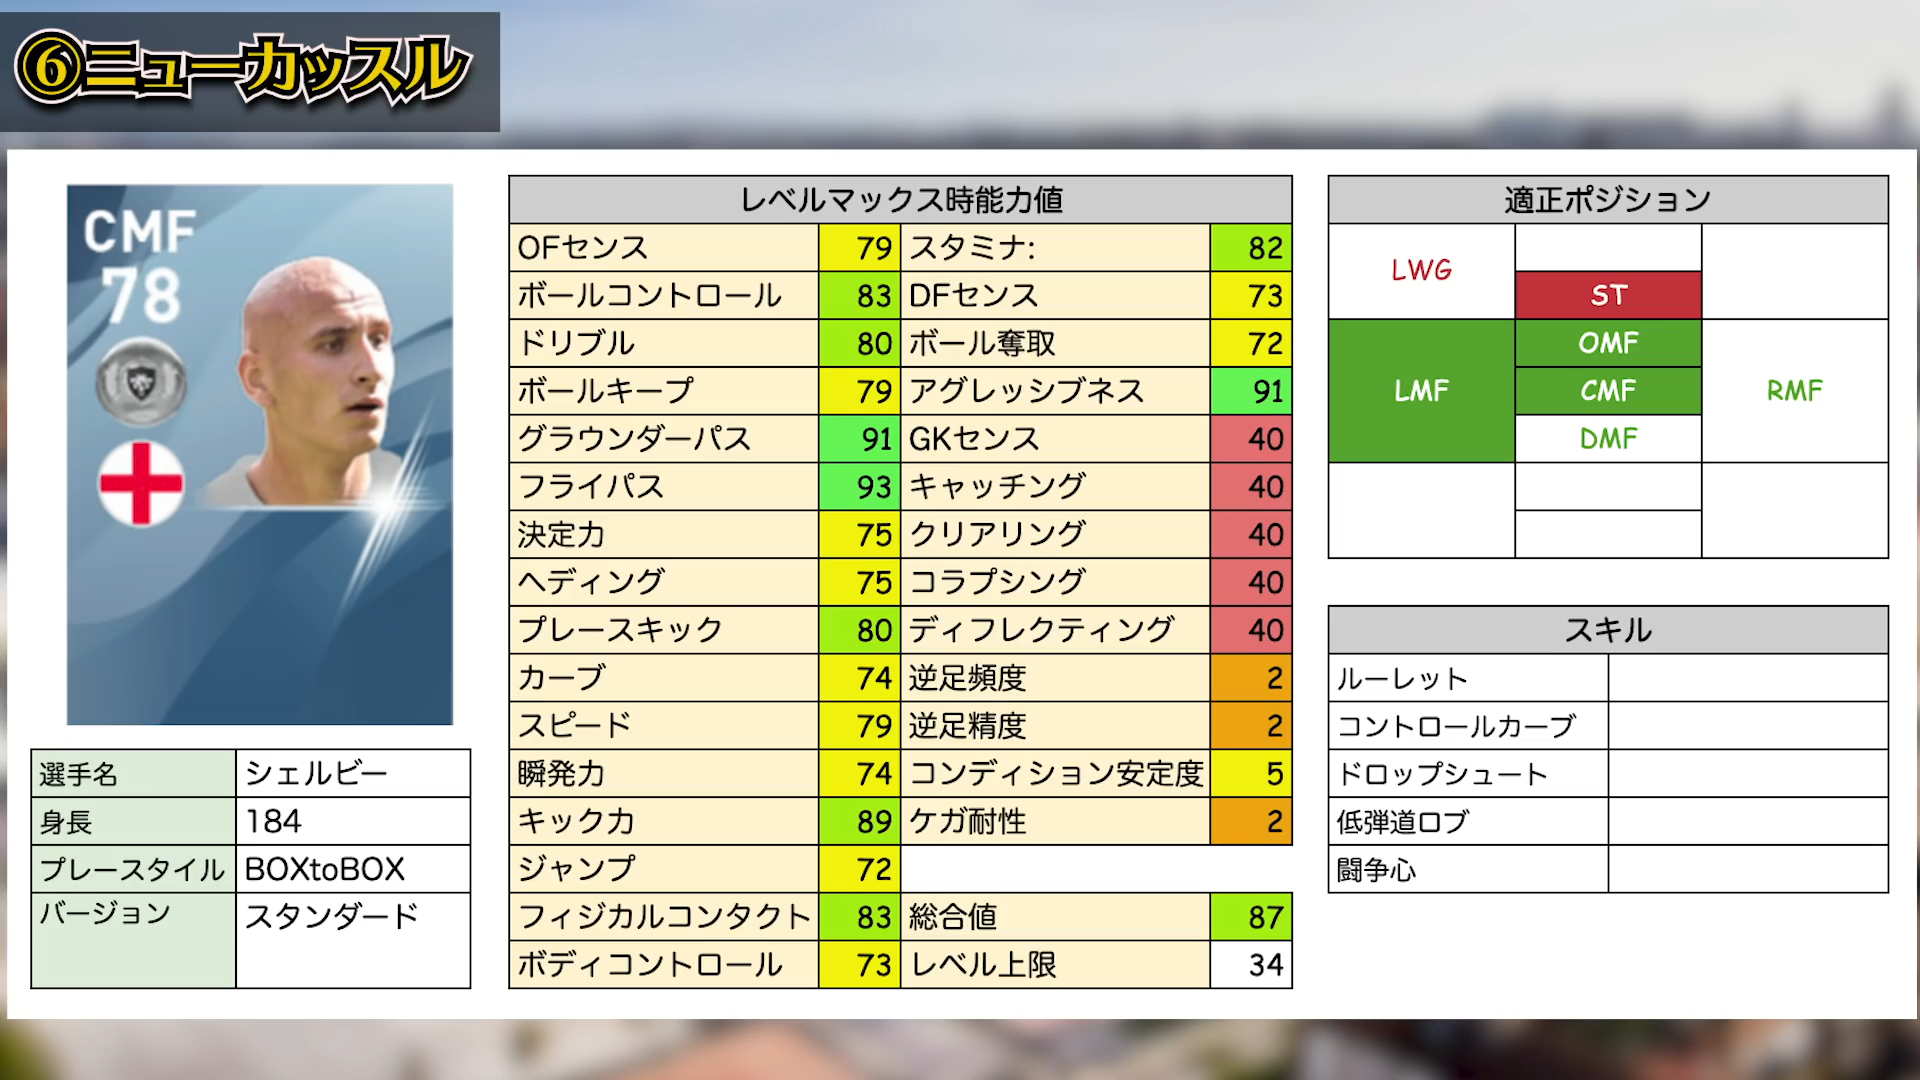 ⑥ニューカッスル
CMF
78
選手名 シェルビー
身長 184
プレースタイル BOXtoBOX
バージョン スタンダード
レベルマックス時能力値
OFセンス 79 スタミナ: 82
ボールコントロール 83 DFセンス 73
ドリブル 80 ボール奪取 72
ボールキープ 79 アグレッシブネス 91
グラウンダーパス 91 GKセンス 40
フライパス 93 キャッチング 40
決定力 75 クリアリング 40
ヘディング 75 コラプシング 40
プレースキック 80 ディフレクティング 40
カーブ 74 逆足頻度 2
スピード 79 逆足精度 2
瞬発力 74 コンディション安定度 5
キック力 89 ケガ耐性 2
ジャンプ 72
フィジカルコンタクト 83 総合値 87
ボディコントロール 73 レベル上限 34
適正ポジション
LWG
ST
OMF
LMF CMF RMF
DMF
スキル
ルーレット
コントロールカーブ
ドロップシュート
低弾道ロブ
闘争心